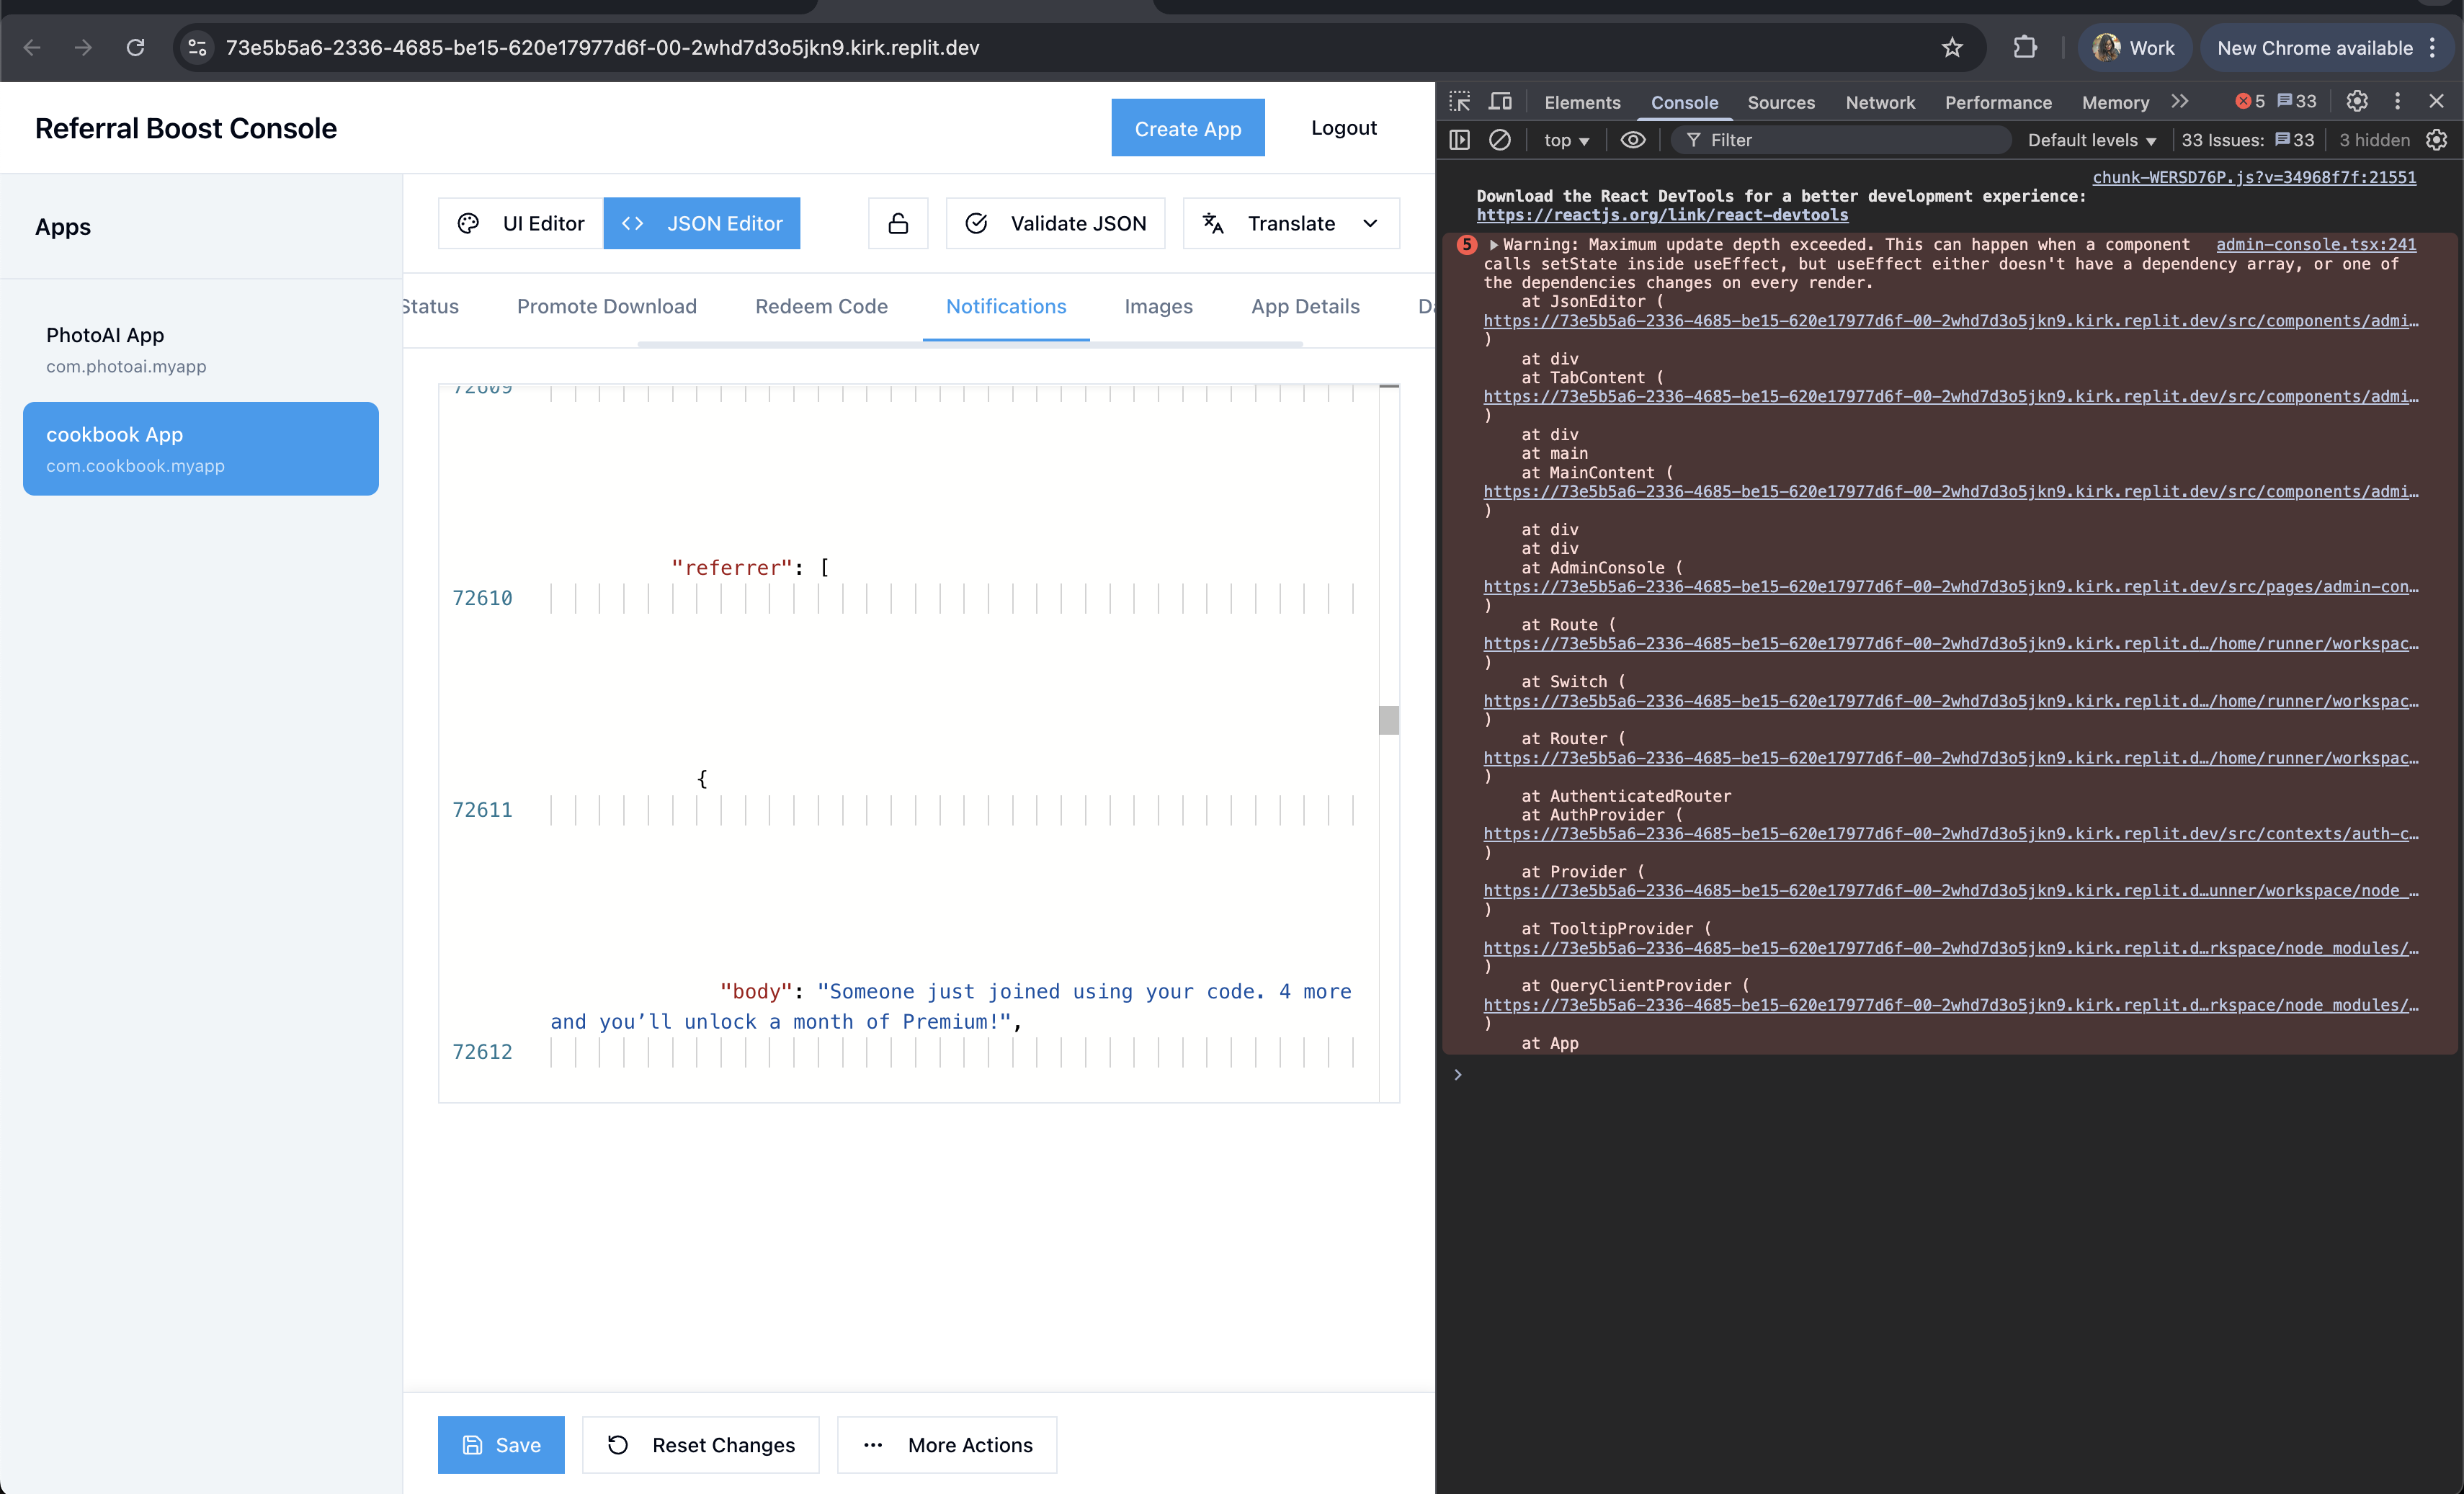 73e5b5a6-2336-4685-be15-620e17977d6f-00-2whd7d3o5jkn9.kirk.replit.dev
Work
New Chrome available
Referral Boost Console
Create App
Logout
Apps
PhotoAI App
com.photoai.myapp
cookbook App
com.cookbook.myapp
UI Editor
JSON Editor
Validate JSON
Translate
Status
Promote Download
Redeem Code
Notifications
Images
App Details
72609
"referrer": [
72610
{
72611
"body": "Someone just joined using your code. 4 more
and you’ll unlock a month of Premium!",
72612
Save
Reset Changes
More Actions
Elements
Console
Sources
Network
Performance
Memory
5
33
top
Filter
Default levels
33 Issues: 33
3 hidden
chunk-WERSD76P.js?v=34968f7f:21551
Download the React DevTools for a better development experience:
https://reactjs.org/link/react-devtools
5
Warning: Maximum update depth exceeded. This can happen when a component admin-console.tsx:241
calls setState inside useEffect, but useEffect either doesn't have a dependency array, or one of
the dependencies changes on every render.
at JsonEditor (
https://73e5b5a6-2336-4685-be15-620e17977d6f-00-2whd7d3o5jkn9.kirk.replit.dev/src/components/admi…
)
at div
at TabContent (
https://73e5b5a6-2336-4685-be15-620e17977d6f-00-2whd7d3o5jkn9.kirk.replit.dev/src/components/admi…
)
at div
at main
at MainContent (
https://73e5b5a6-2336-4685-be15-620e17977d6f-00-2whd7d3o5jkn9.kirk.replit.dev/src/components/admi…
)
at div
at div
at AdminConsole (
https://73e5b5a6-2336-4685-be15-620e17977d6f-00-2whd7d3o5jkn9.kirk.replit.dev/src/pages/admin-con…
)
at Route (
https://73e5b5a6-2336-4685-be15-620e17977d6f-00-2whd7d3o5jkn9.kirk.replit.d…/home/runner/workspac…
)
at Switch (
https://73e5b5a6-2336-4685-be15-620e17977d6f-00-2whd7d3o5jkn9.kirk.replit.d…/home/runner/workspac…
)
at Router (
https://73e5b5a6-2336-4685-be15-620e17977d6f-00-2whd7d3o5jkn9.kirk.replit.d…/home/runner/workspac…
)
at AuthenticatedRouter
at AuthProvider (
https://73e5b5a6-2336-4685-be15-620e17977d6f-00-2whd7d3o5jkn9.kirk.replit.dev/src/contexts/auth-c…
)
at Provider (
https://73e5b5a6-2336-4685-be15-620e17977d6f-00-2whd7d3o5jkn9.kirk.replit.d…unner/workspace/node_…
)
at TooltipProvider (
https://73e5b5a6-2336-4685-be15-620e17977d6f-00-2whd7d3o5jkn9.kirk.replit.d…rkspace/node_modules/…
)
at QueryClientProvider (
https://73e5b5a6-2336-4685-be15-620e17977d6f-00-2whd7d3o5jkn9.kirk.replit.d…rkspace/node_modules/…
)
at App